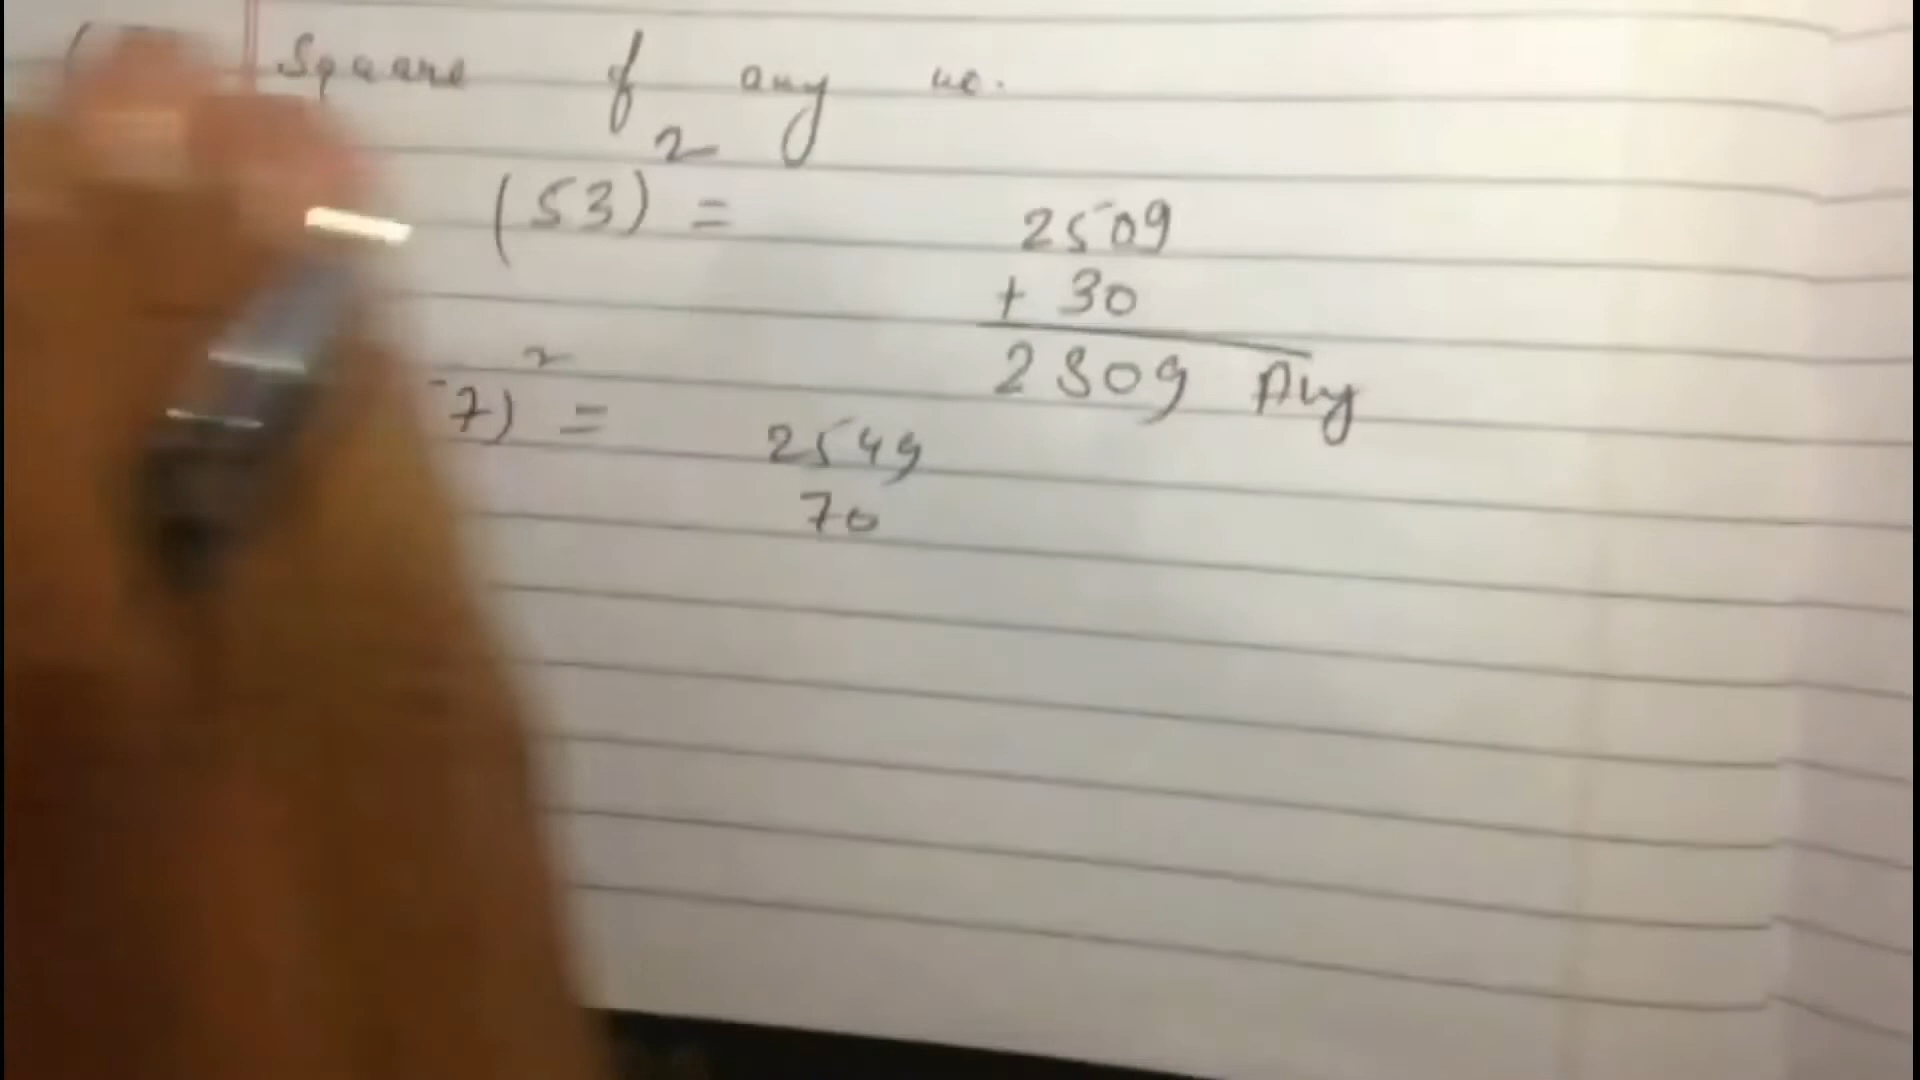 Square of any no.
(53)² = 2509
+ 30
2809 Ans
7)² = 2549
70